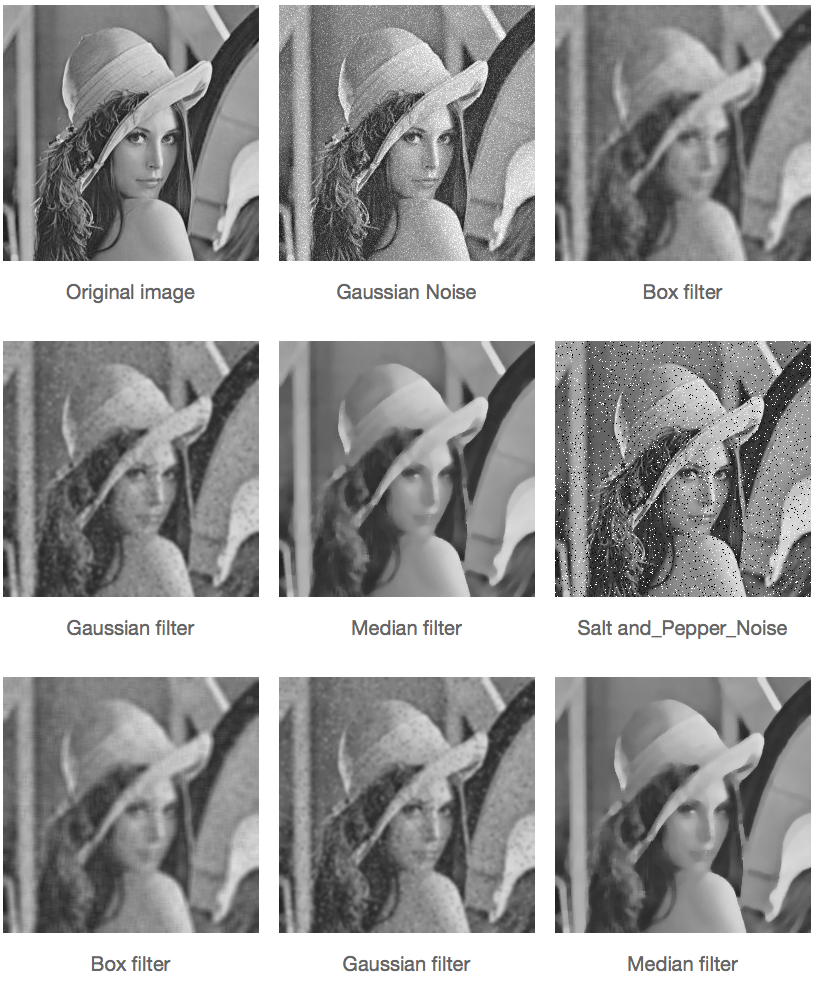 Original image
Gaussian Noise
Box filter
Gaussian filter
Median filter
Salt and_Pepper_Noise
Box filter
Gaussian filter
Median filter